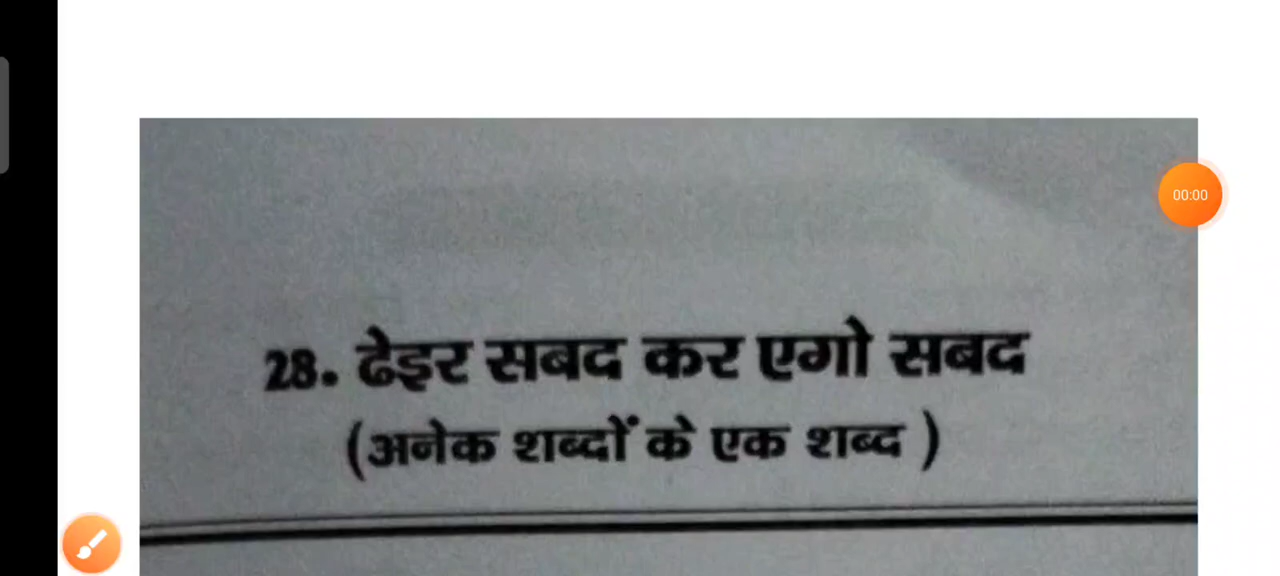 00:00
28. ढेइर सबद कर एगो सबद
(अनेक शब्दों के एक शब्द )